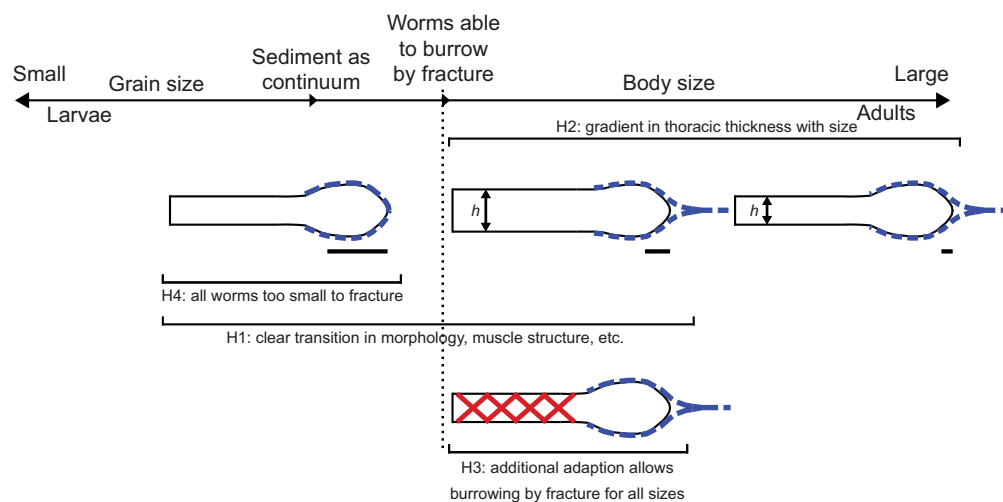 Worms able
to burrow
by fracture
Sediment as
continuum
Small
Grain size
Body size
Large
Larvae
Adults
H2: gradient in thoracic thickness with size
h
h
H4: all worms too small to fracture
H1: clear transition in morphology, muscle structure, etc.
H3: additional adaption allows
burrowing by fracture for all sizes